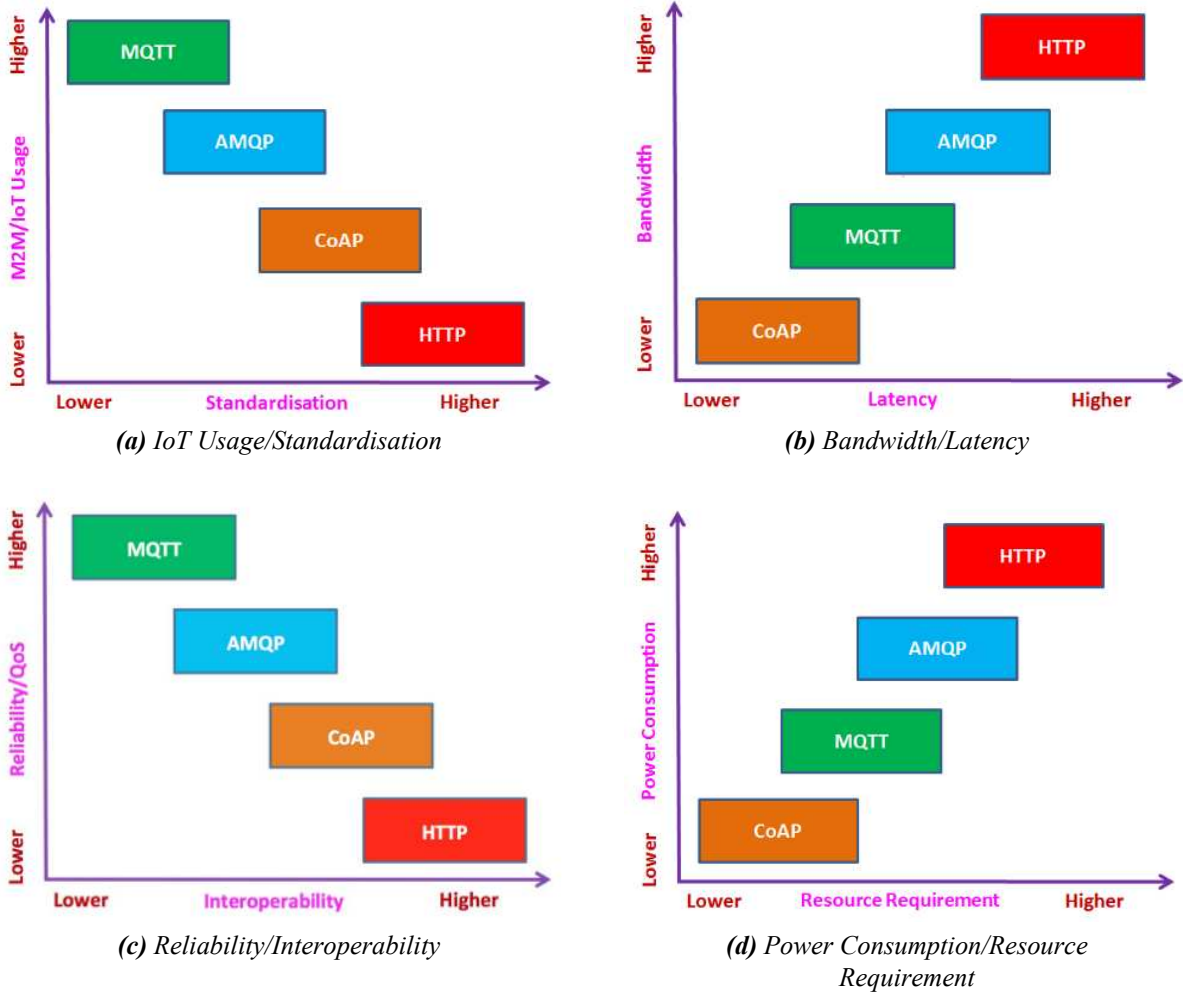 Higher
MQTT
AMQP
M2M/IoT Usage
CoAP
HTTP
Lower
Lower Standardisation Higher
(a) IoT Usage/Standardisation
Higher
HTTP
AMQP
Bandwidth
MQTT
CoAP
Lower
Lower Latency Higher
(b) Bandwidth/Latency
Higher
MQTT
AMQP
Reliability/QoS
CoAP
HTTP
Lower
Lower Interoperability Higher
(c) Reliability/Interoperability
Higher
HTTP
AMQP
Power Consumption
MQTT
CoAP
Lower
Lower Resource Requirement Higher
(d) Power Consumption/Resource
Requirement